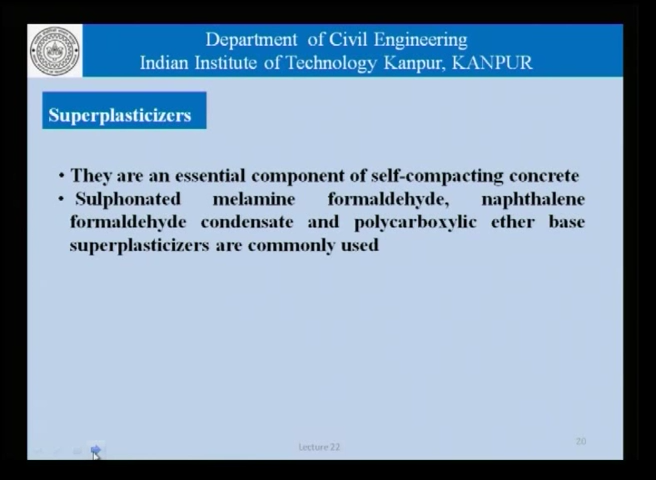 Department of Civil Engineering
Indian Institute of Technology Kanpur, KANPUR
Superplasticizers
• They are an essential component of self-compacting concrete
• Sulphonated melamine formaldehyde, naphthalene
formaldehyde condensate and polycarboxylic ether base
superplasticizers are commonly used
Lecture 22
20